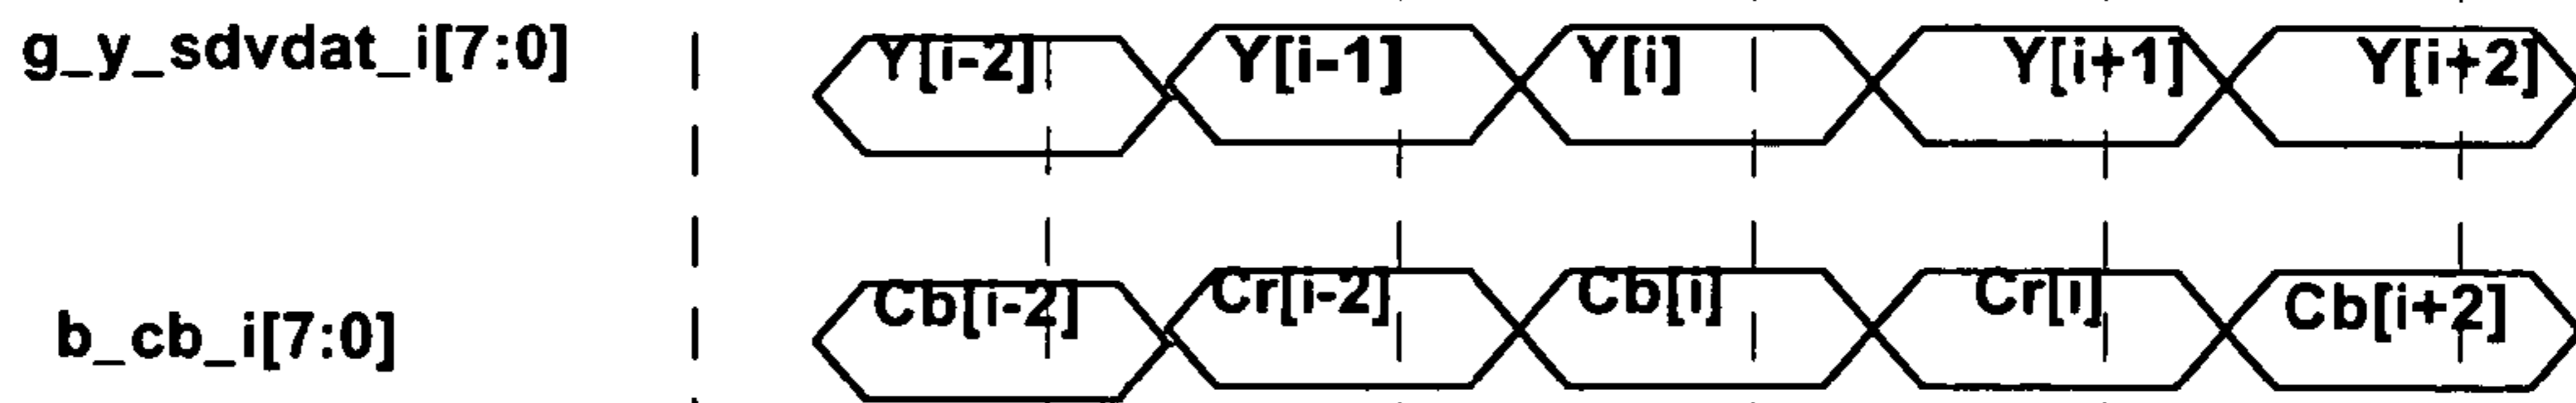 g_y_sdvdat_i[7:0] Y[i-2] Y[i-1] Y[i] Y[i+1] Y[i+2]
b_cb_i[7:0] Cb[i-2] Cr[i-2] Cb[i] Cr[i] Cb[i+2]